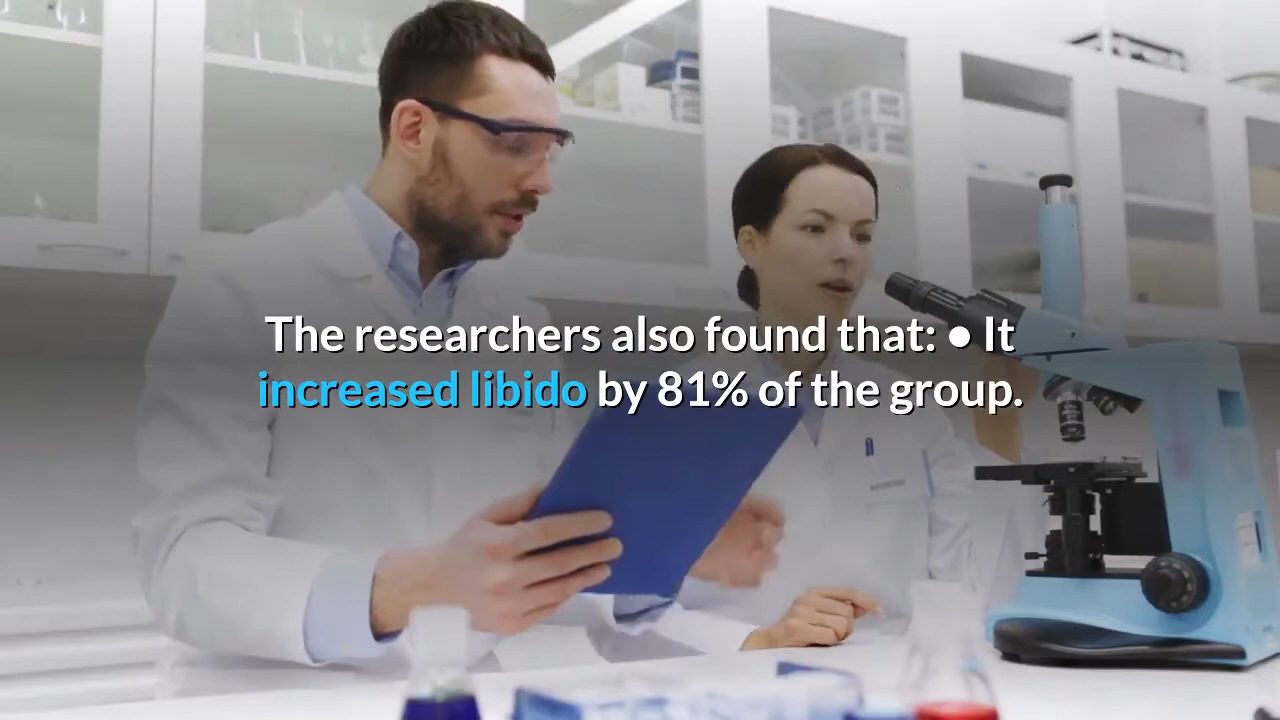 The researchers also found that: ● It
increased libido by 81% of the group.